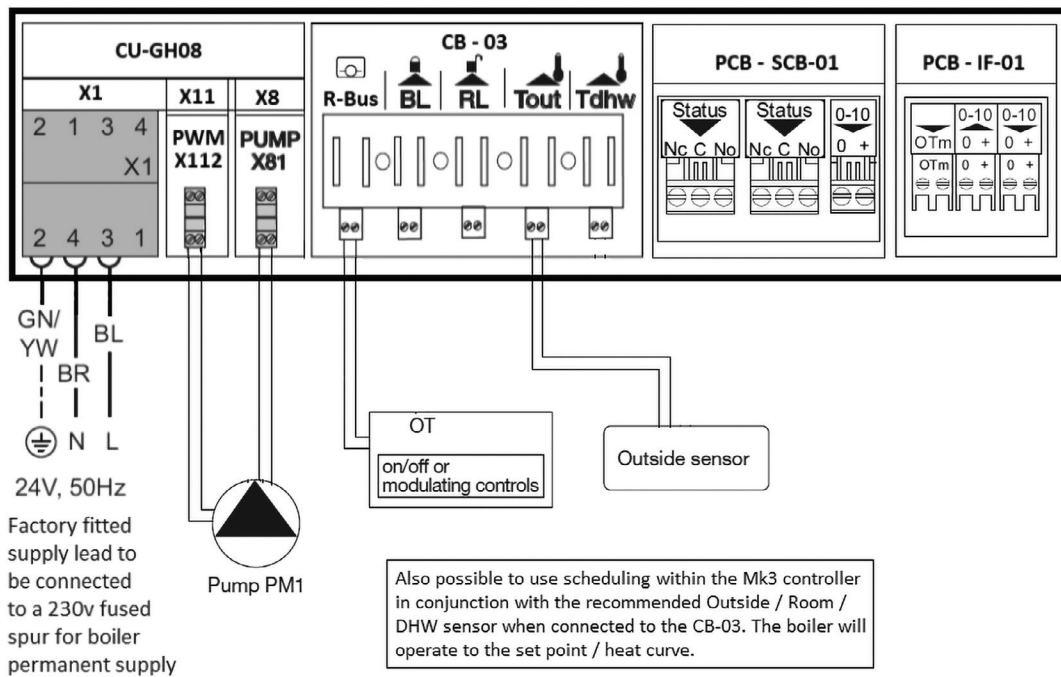 CU-GH08
X1 X11 X8
2 1 3 4
X1
2 4 3 1
PWM
X112
PUMP
X81
CB - 03
R-Bus BL RL Tout Tdhw
PCB - SCB-01
Status Status 0-10
Nc C No Nc C No 0 +
PCB - IF-01
0-10 0-10
OTm 0 + 0 +
OTm 0 + 0 +
GN/
YW
BR
BL
N L
24V, 50Hz
Factory fitted
supply lead to
be connected
to a 230v fused
spur for boiler
permanent supply
Pump PM1
OT
on/off or
modulating controls
Outside sensor
Also possible to use scheduling within the Mk3 controller
in conjunction with the recommended Outside / Room /
DHW sensor when connected to the CB-03. The boiler will
operate to the set point / heat curve.